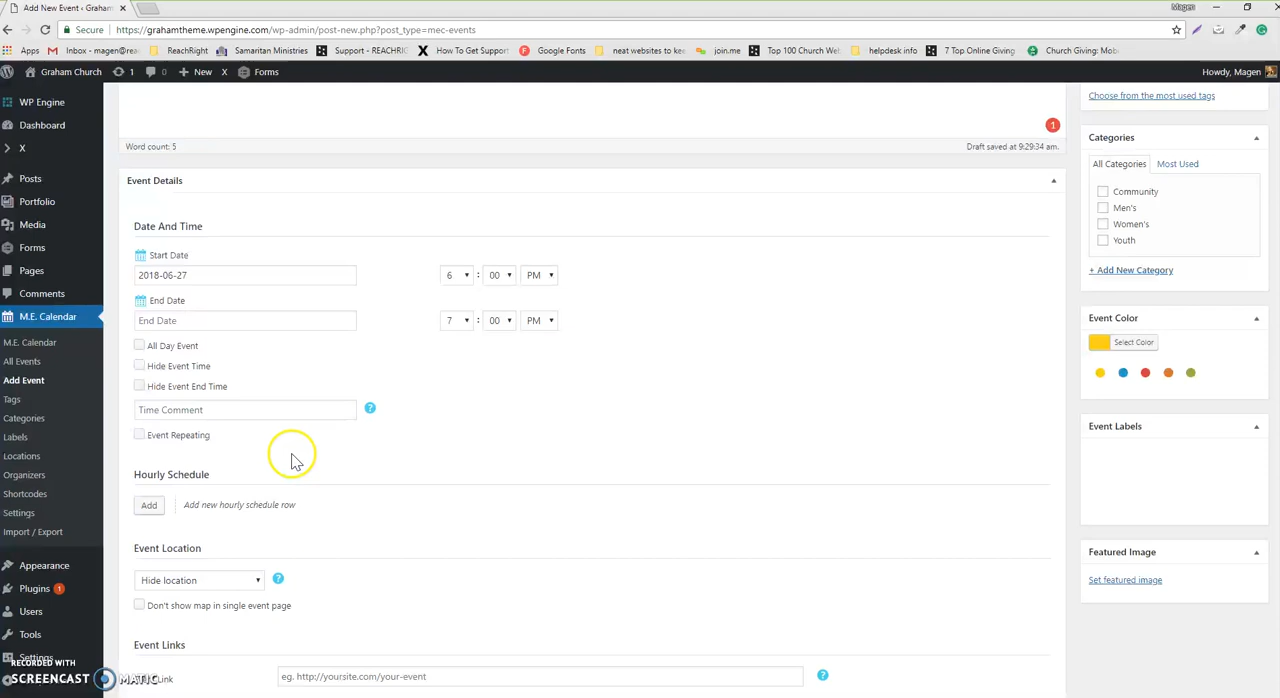 Add New Event ‹ Graham
Magen
Secure
https://grahamtheme.wpengine.com/wp-admin/post-new.php?post_type=mec-events
Apps
Inbox - magen@rea
ReachRight
Samaritan Ministries
Support - REACHRIG
How To Get Support
Google Fonts
neat websites to kee
join.me
Top 100 Church Web
helpdesk info
7 Top Online Giving
Church Giving: Mob
Graham Church
1
0
New
X
Forms
Howdy, Magen
WP Engine
Dashboard
X
Posts
Portfolio
Media
Forms
Pages
Comments
M.E. Calendar
M.E. Calendar
All Events
Add Event
Tags
Categories
Labels
Locations
Organizers
Shortcodes
Settings
Import / Export
Appearance
Plugins 1
Users
Tools
Settings
RECORDED WITH
SCREENCAST MATIC
1
Word count: 5
Draft saved at 9:29:34 am.
Event Details
Date And Time
Start Date
2018-06-27
6 : 00 PM
End Date
End Date
7 : 00 PM
All Day Event
Hide Event Time
Hide Event End Time
Time Comment
?
Event Repeating
Hourly Schedule
Add
Add new hourly schedule row
Event Location
Hide location
?
Don't show map in single event page
Event Links
Link
eg. http://yoursite.com/your-event
?
Choose from the most used tags
Categories
All Categories
Most Used
Community
Men's
Women's
Youth
+ Add New Category
Event Color
Select Color
Event Labels
Featured Image
Set featured image